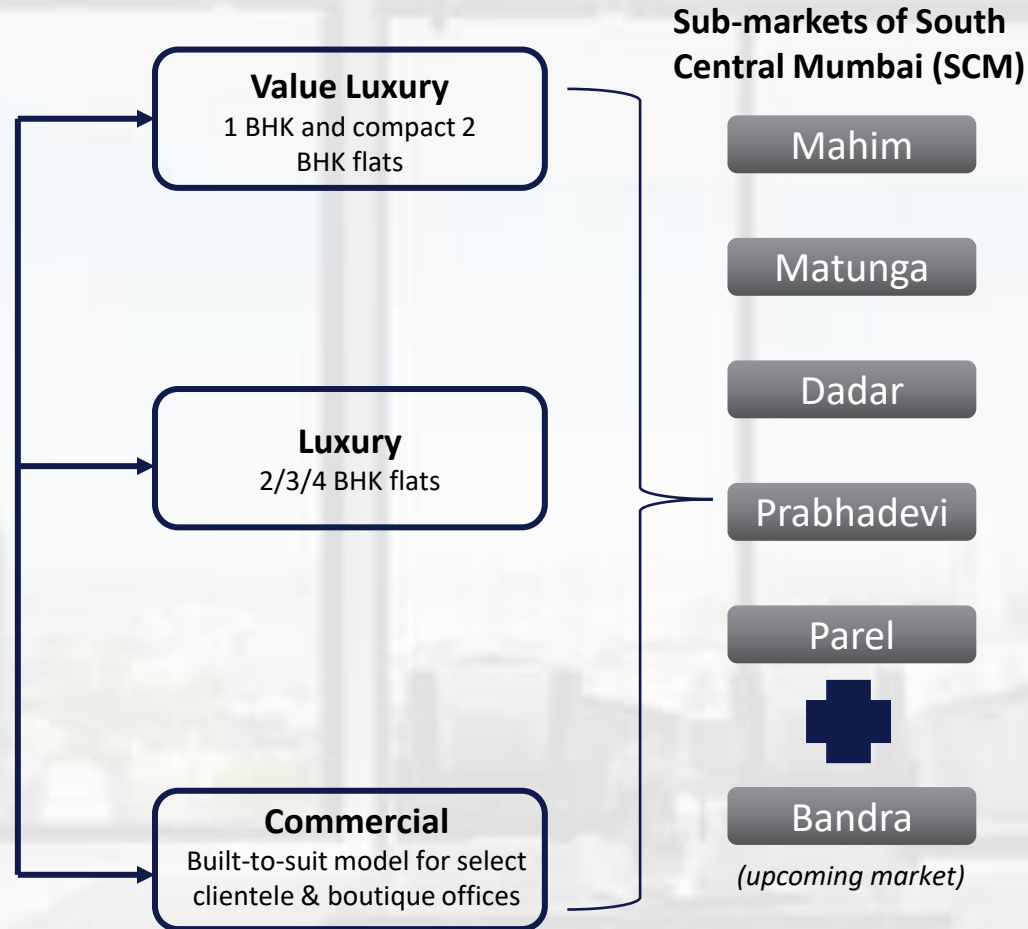 Value Luxury
1 BHK and compact 2
BHK flats
Luxury
2/3/4 BHK flats
Commercial
Built-to-suit model for select
clientele & boutique offices
Sub-markets of South
Central Mumbai (SCM)
Mahim
Matunga
Dadar
Prabhadevi
Parel
Bandra
(upcoming market)